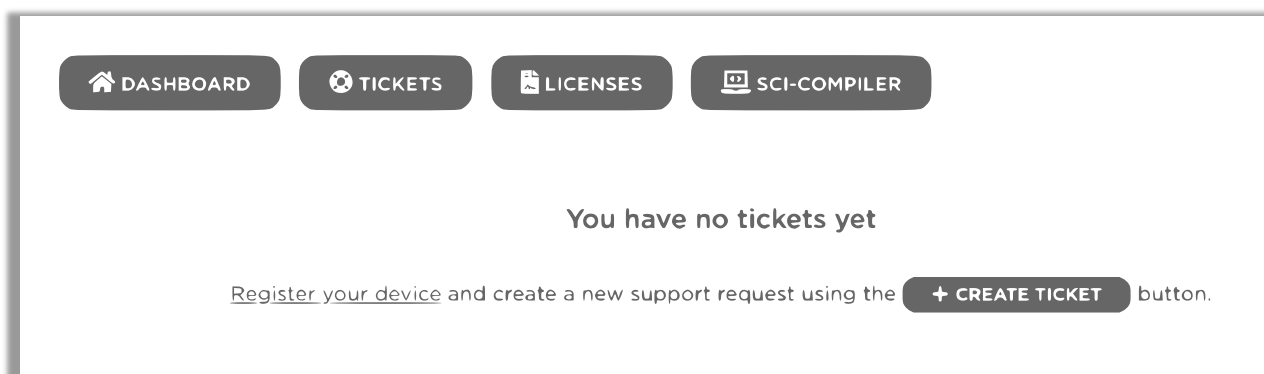 DASHBOARD TICKETS LICENSES SCI-COMPILER
You have no tickets yet
Register your device and create a new support request using the + CREATE TICKET button.